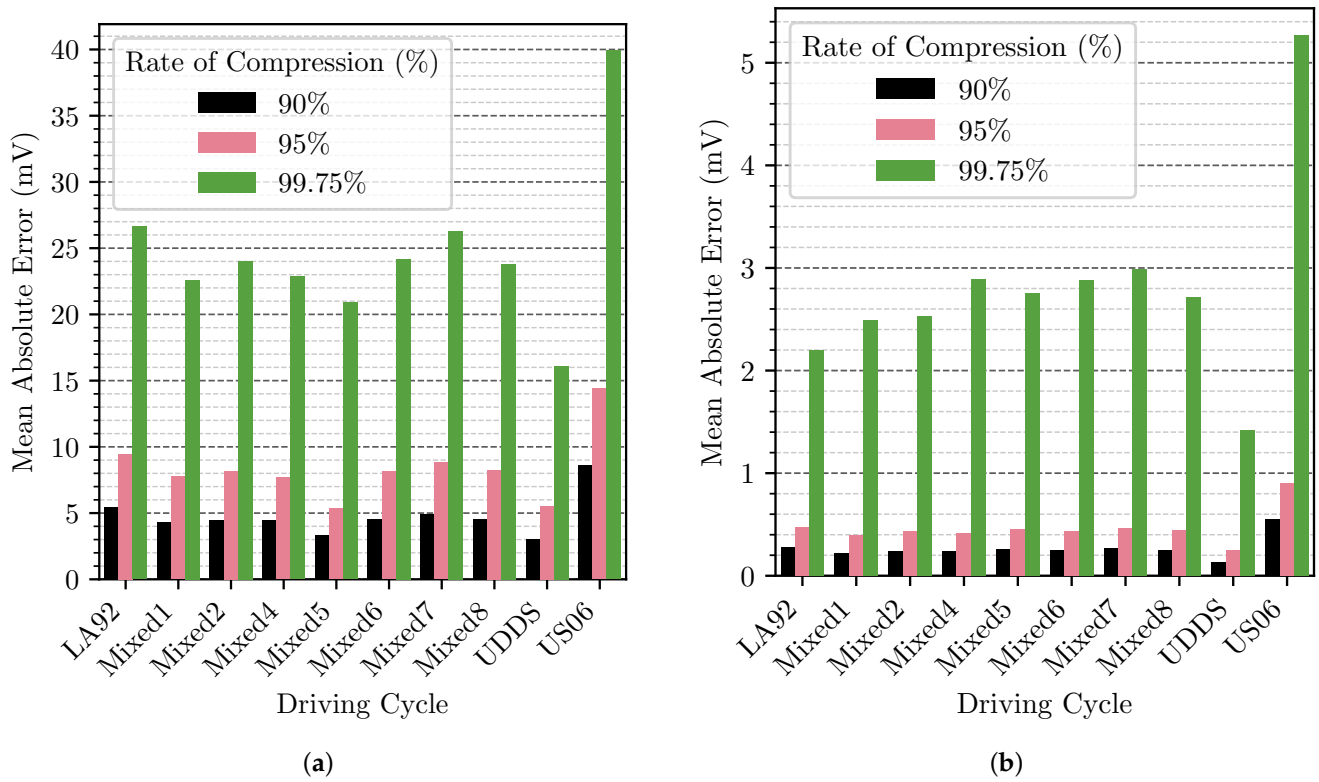 Mean Absolute Error (mV)
40
35
30
25
20
15
10
5
0
Rate of Compression (%)
90%
95%
99.75%
LA92
Mixed1
Mixed2
Mixed4
Mixed5
Mixed6
Mixed7
Mixed8
UDDS
US06
Driving Cycle
(a)
Mean Absolute Error (mV)
5
4
3
2
1
0
Rate of Compression (%)
90%
95%
99.75%
LA92
Mixed1
Mixed2
Mixed4
Mixed5
Mixed6
Mixed7
Mixed8
UDDS
US06
Driving Cycle
(b)